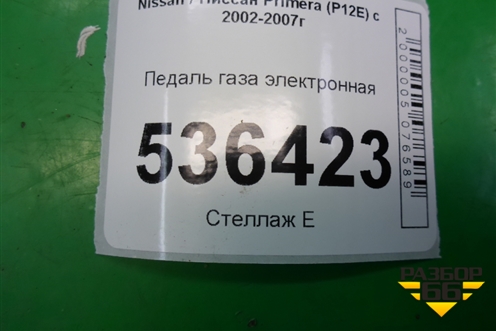 Nissan / Ниссан Primera (P12E) с
2002-2007г
Педаль газа электронная
536423
Стеллаж Е
2000005076589
РАЗБОР
66